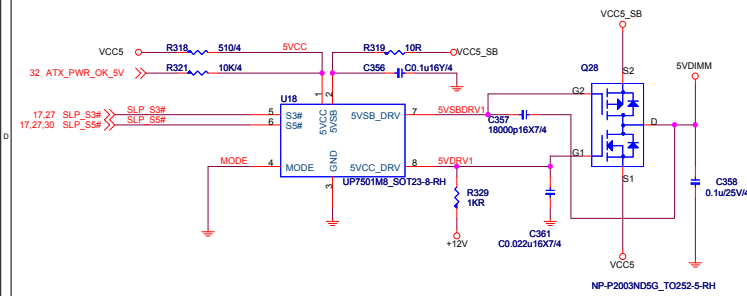 VCC5_SB
VCC5 R318 510/4 5VCC R319 10R VCC5_SB
Q28
32 ATX_PWR_OK_5V R321 10K/4 C356 C0.1u16Y/4
S2 5VDIMM
U18 1 2 G2
17,27 SLP_S3# SLP_S3# 5 S3# 5VCC 5VSB 5VSB_DRV 7 5VSBDRV1
17,27,30 SLP_S5# SLP_S5# 6 S5# D
D C357
18000p16X7/4
G1
MODE 4 MODE GND 5VCC_DRV 8 5VDRV1
3 UP7501M8_SOT23-8-RH S1 C358
0.1u/25V/4
R329
1KR
C361
+12V C0.022u16X7/4
VCC5
NP-P2003ND5G_TO252-5-RH